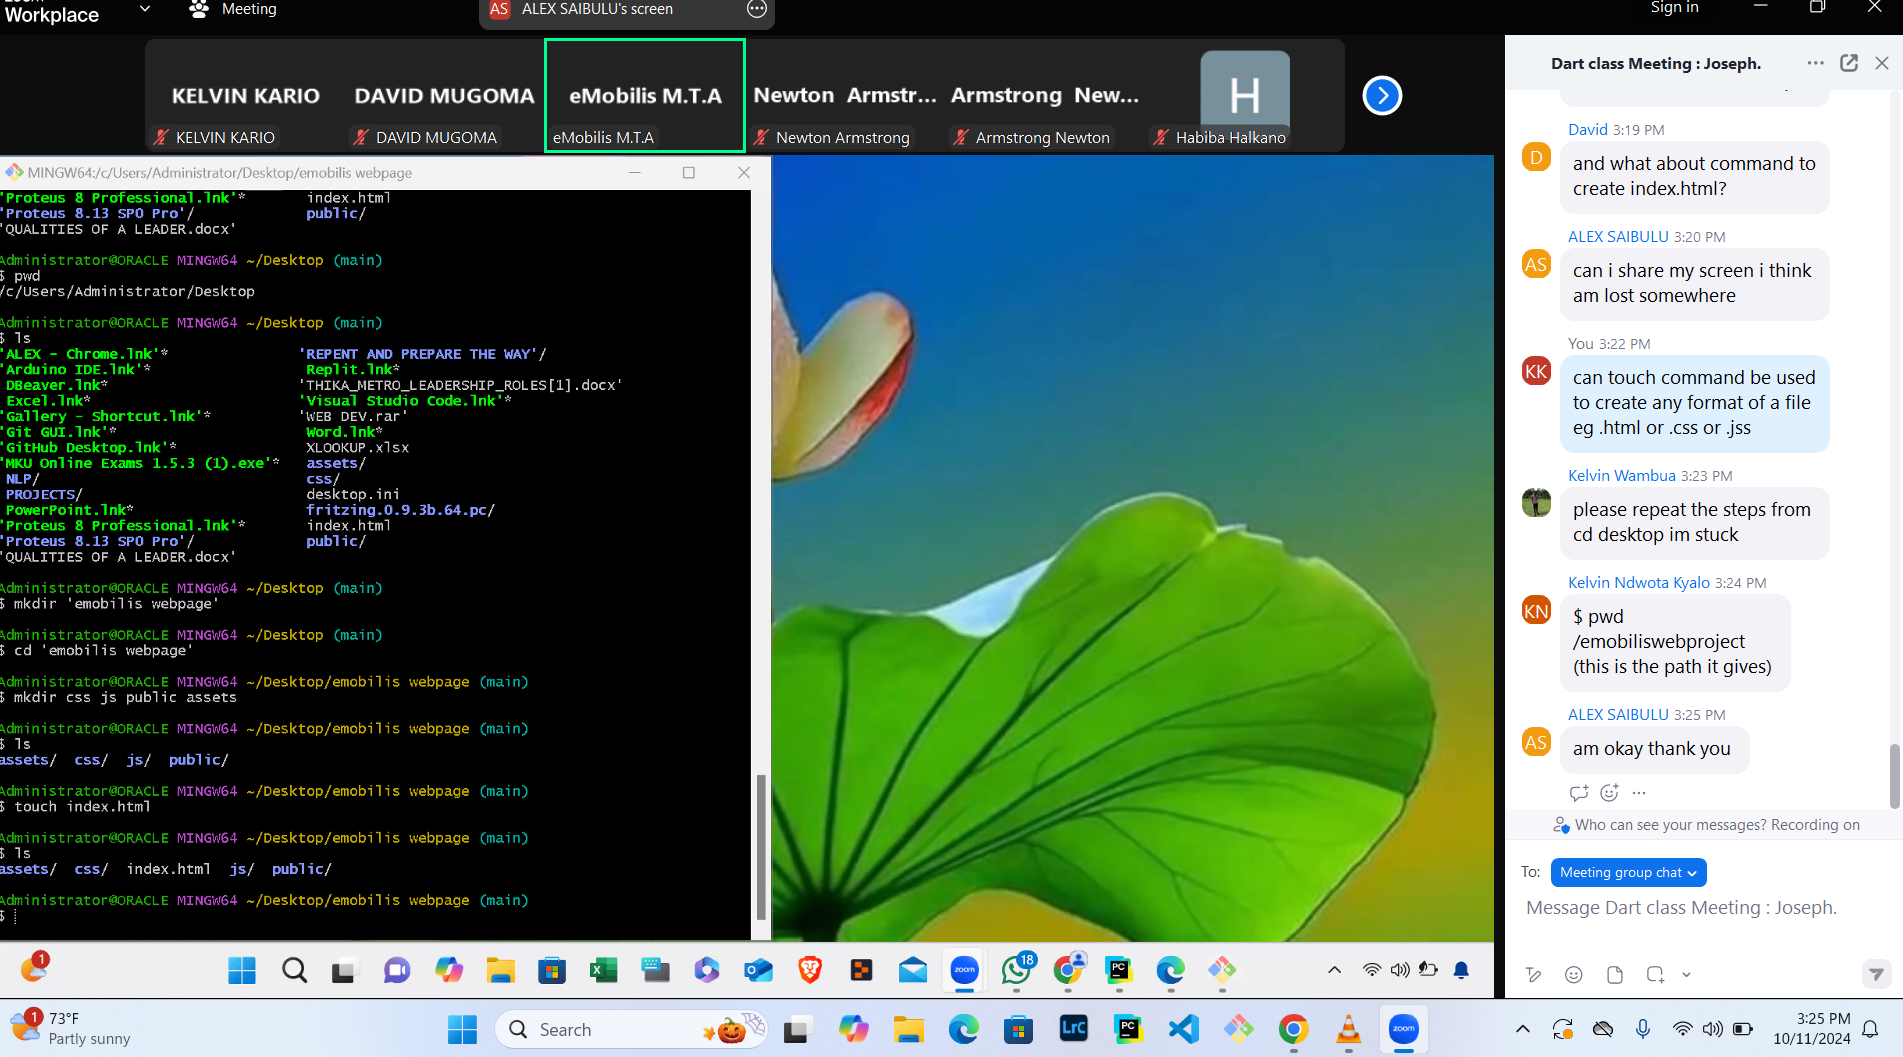 Workplace
Meeting
AS ALEX SAIBULU's screen
Sign in
KELVIN KARIO
DAVID MUGOMA
eMobilis M.T.A
Newton Armstr...
Armstrong New...
H
KELVIN KARIO
DAVID MUGOMA
eMobilis M.T.A
Newton Armstrong
Armstrong Newton
Habiba Halkano
MINGW64:/c/Users/Administrator/Desktop/emobilis webpage
'Proteus 8 Professional.lnk'* index.html
'Proteus 8.13 SP0 Pro'/ public/
'QUALITIES OF A LEADER.docx'
Administrator@ORACLE MINGW64 ~/Desktop (main)
$ pwd
/c/Users/Administrator/Desktop
Administrator@ORACLE MINGW64 ~/Desktop (main)
$ ls
'ALEX - Chrome.lnk'* 'REPENT AND PREPARE THE WAY'/
'Arduino IDE.lnk'* Replit.lnk*
DBeaver.lnk* 'THIKA_METRO_LEADERSHIP_ROLES[1].docx'
Excel.lnk* 'Visual Studio Code.lnk'*
'Gallery - Shortcut.lnk'* 'WEB DEV.rar'
'Git GUI.lnk'* Word.lnk*
'GitHub Desktop.lnk'* XLOOKUP.xlsx
'MKU Online Exams 1.5.3 (1).exe'* assets/
NLP/ css/
PROJECTS/ desktop.ini
PowerPoint.lnk* fritzing.0.9.3b.64.pc/
'Proteus 8 Professional.lnk'* index.html
'Proteus 8.13 SP0 Pro'/ public/
'QUALITIES OF A LEADER.docx'
Administrator@ORACLE MINGW64 ~/Desktop (main)
$ mkdir 'emobilis webpage'
Administrator@ORACLE MINGW64 ~/Desktop (main)
$ cd 'emobilis webpage'
Administrator@ORACLE MINGW64 ~/Desktop/emobilis webpage (main)
$ mkdir css js public assets
Administrator@ORACLE MINGW64 ~/Desktop/emobilis webpage (main)
$ ls
assets/ css/ js/ public/
Administrator@ORACLE MINGW64 ~/Desktop/emobilis webpage (main)
$ touch index.html
Administrator@ORACLE MINGW64 ~/Desktop/emobilis webpage (main)
$ ls
assets/ css/ index.html js/ public/
Administrator@ORACLE MINGW64 ~/Desktop/emobilis webpage (main)
$
Dart class Meeting : Joseph.
David 3:19 PM
D
and what about command to
create index.html?
ALEX SAIBULU 3:20 PM
AS
can i share my screen i think
am lost somewhere
You 3:22 PM
KK
can touch command be used
to create any format of a file
eg .html or .css or .jss
Kelvin Wambua 3:23 PM
please repeat the steps from
cd desktop im stuck
Kelvin Ndwota Kyalo 3:24 PM
KN
$ pwd
/emobiliswebproject
(this is the path it gives)
ALEX SAIBULU 3:25 PM
AS
am okay thank you
Who can see your messages? Recording on
To: Meeting group chat
Message Dart class Meeting : Joseph.
1
zoom
18
PC
1
73°F
Partly sunny
Search
LrC
PC
zoom
3:25 PM
10/11/2024